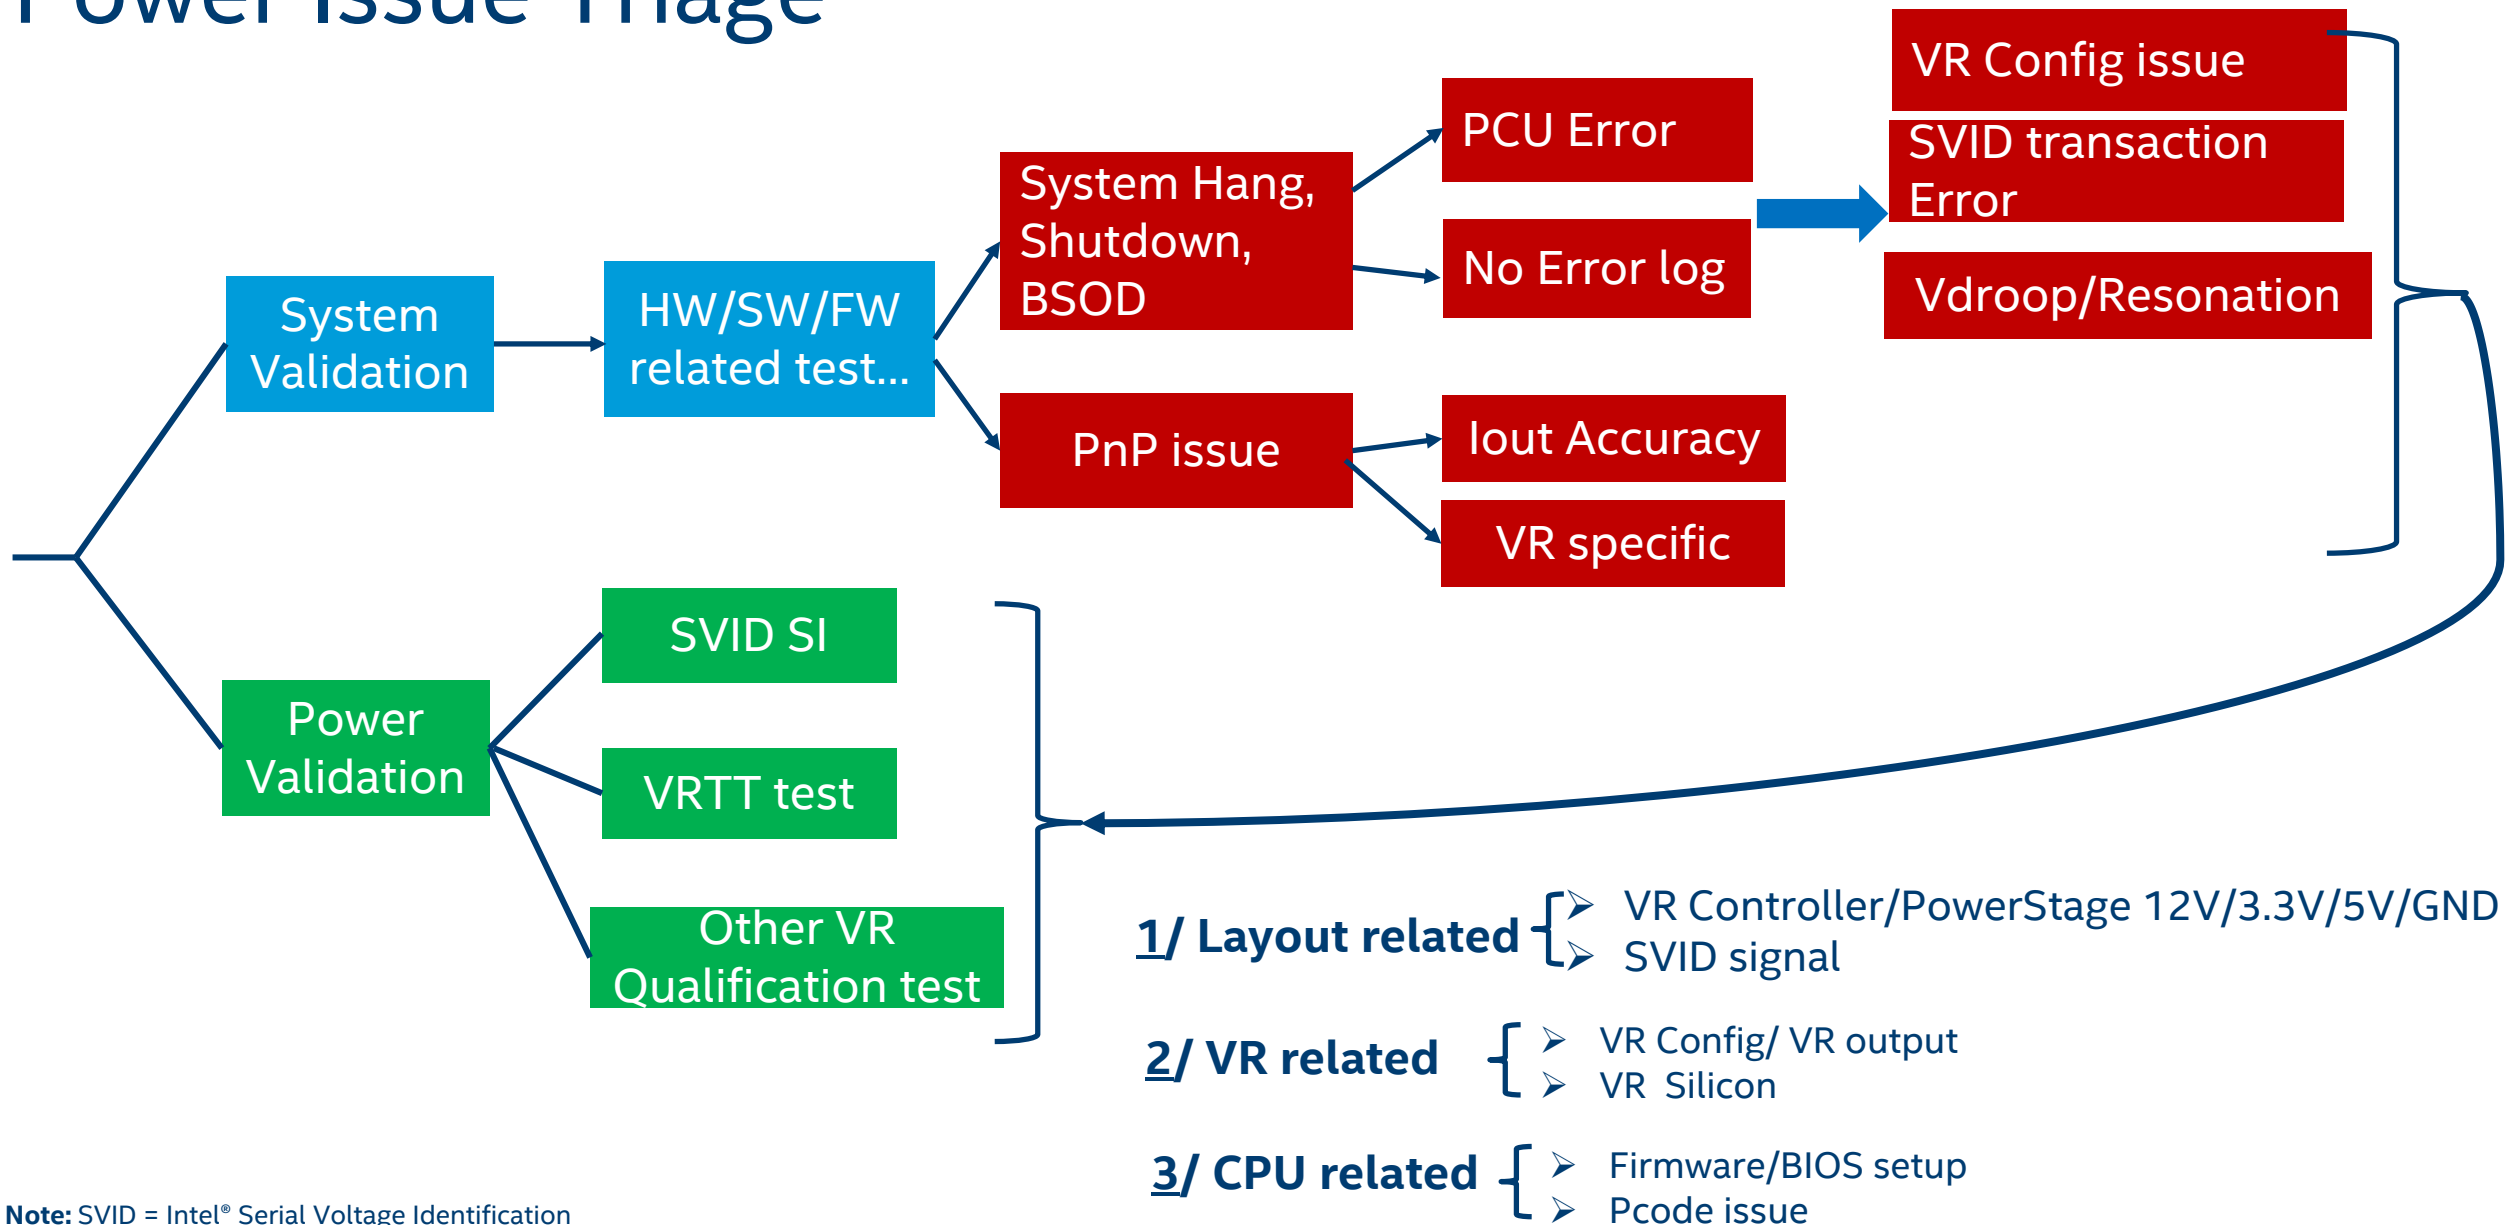 Power Issue Triage
VR Config issue
SVID transaction
Error
Vdroop/Resonation
PCU Error
No Error log
System Hang,
Shutdown,
BSOD
System
Validation
HW/SW/FW
related test...
PnP issue
Iout Accuracy
VR specific
SVID SI
Power
Validation
VRTT test
Other VR
Qualification test
1/ Layout related
➢ VR Controller/PowerStage 12V/3.3V/5V/GND
➢ SVID signal
2/ VR related
➢ VR Config/ VR output
➢ VR Silicon
3/ CPU related
➢ Firmware/BIOS setup
➢ Pcode issue
Note: SVID = Intel® Serial Voltage Identification